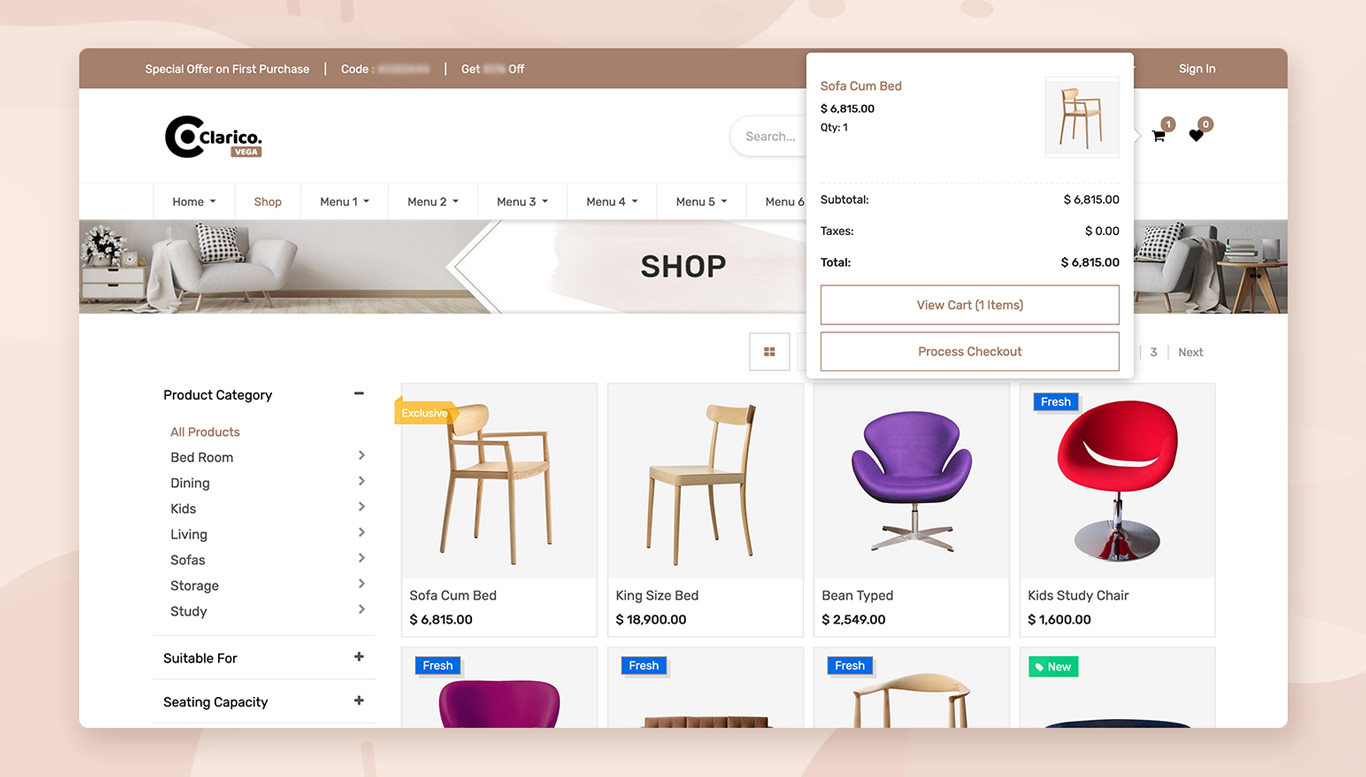 Special Offer on First Purchase | Code : | Get Off
Sign In
Clarico.
VEGA
Search...
1
0
Sofa Cum Bed
$ 6,815.00
Qty: 1
Subtotal: $ 6,815.00
Taxes: $ 0.00
Total: $ 6,815.00
View Cart (1 Items)
Process Checkout
Home Shop Menu 1 Menu 2 Menu 3 Menu 4 Menu 5 Menu 6
SHOP
3 | Next
Product Category
All Products
Bed Room
Dining
Kids
Living
Sofas
Storage
Study
Suitable For
Seating Capacity
Exclusive
Sofa Cum Bed
$ 6,815.00
King Size Bed
$ 18,900.00
Bean Typed
$ 2,549.00
Fresh
Kids Study Chair
$ 1,600.00
Fresh
Fresh
Fresh
New